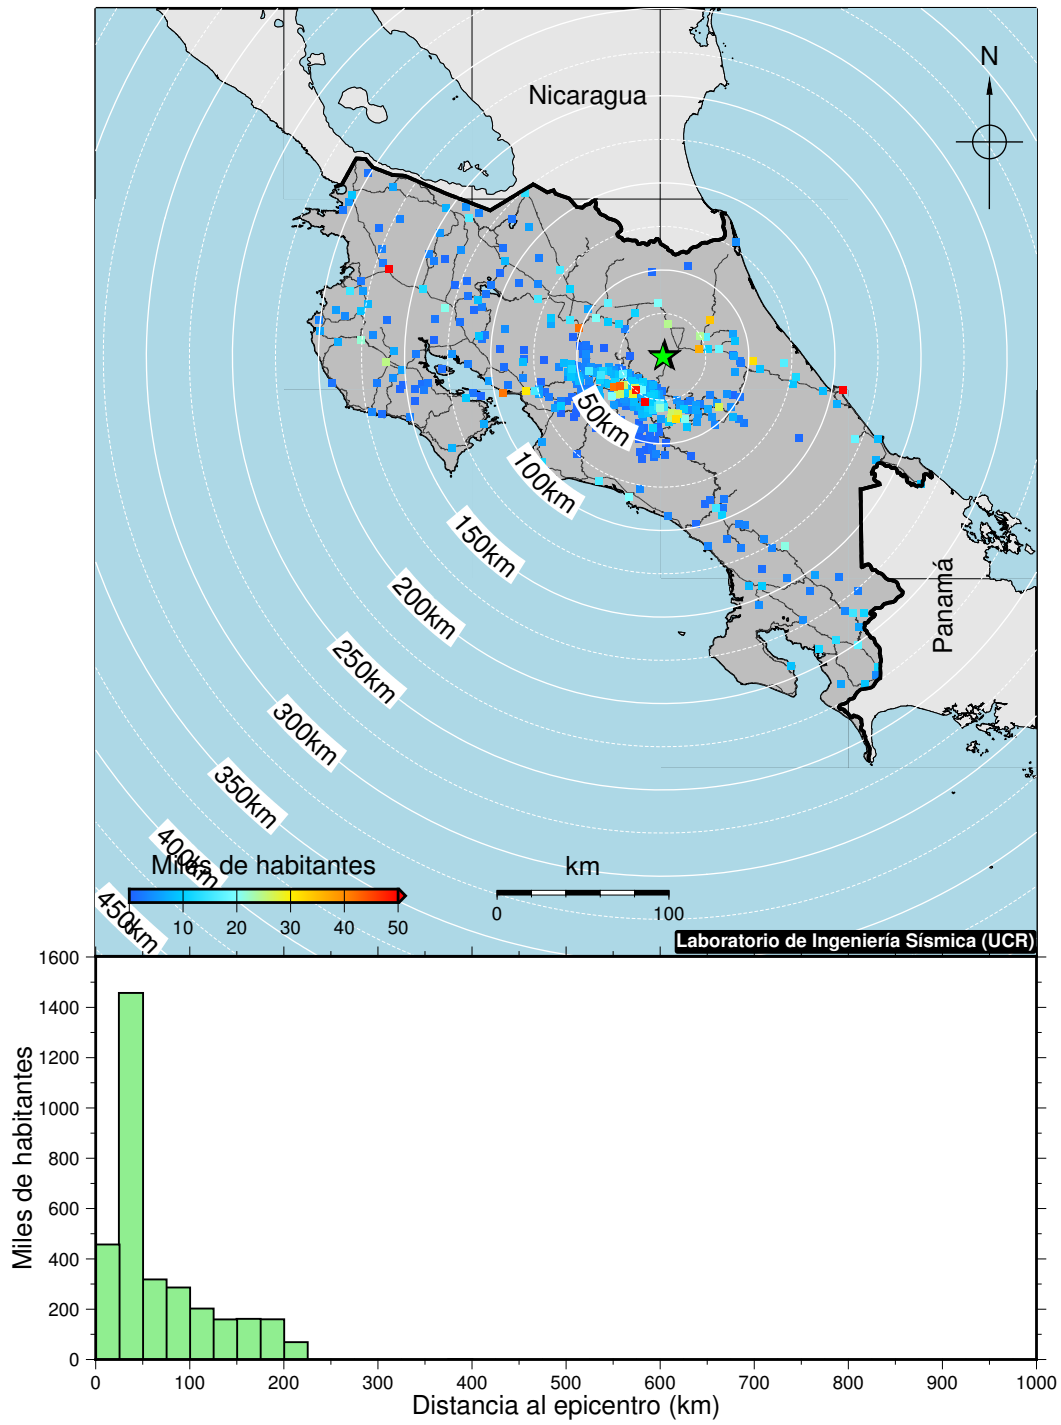 Nicaragua
N
Panamá
50km
100km
150km
200km
250km
300km
350km
400km
450km
Miles de habitantes
0 10 20 30 40 50
km
0 100
Laboratorio de Ingeniería Sísmica (UCR)
Miles de habitantes
1600
1400
1200
1000
800
600
400
200
0
0 100 200 300 400 500 600 700 800 900 1000
Distancia al epicentro (km)